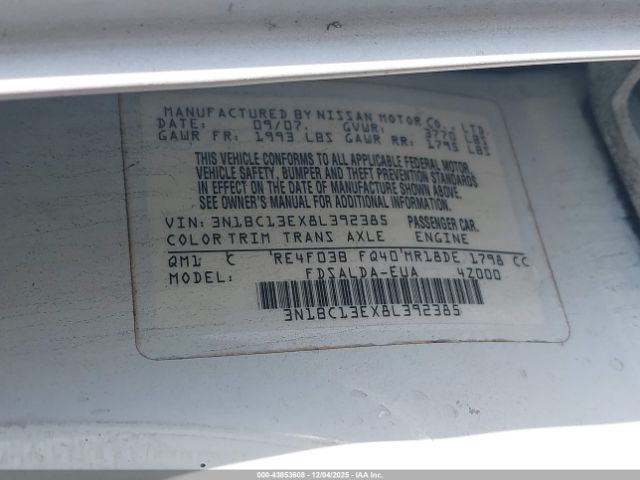 MANUFACTURED BY NISSAN MOTOR CO., LTD.
DATE: 09/07. GVWR: 3770 LBS
GAWR FR: 1993 LBS GAWR RR: 1795 LBS
THIS VEHICLE CONFORMS TO ALL APPLICABLE FEDERAL MOTOR
VEHICLE SAFETY, BUMPER AND THEFT PREVENTION STANDARDS
IN EFFECT ON THE DATE OF MANUFACTURE SHOWN ABOVE.
SEE OWNER'S MANUAL FOR ADDITIONAL INFORMATION.
VIN: 3N1BC13EX8L392385 PASSENGER CAR.
COLOR TRIM TRANS AXLE ENGINE
QM1 C RE4F03B FQ40 MR18DE 1798 CC
MODEL: FDSALDA-EUA 4Z000
3N1BC13EX8L392385
000-43853608 - 12/04/2025 - IAA, Inc.